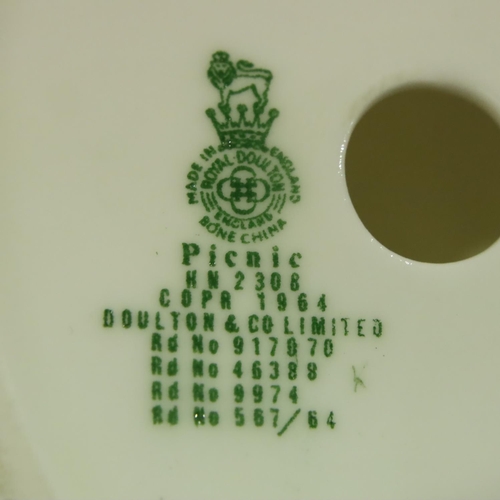 MADE IN ENGLAND
ROYAL·DOULTON
ENGLAND
BONE CHINA
Picnic
HN 2308
COPR 1964
DOULTON & CO LIMITED
Rd No 917870
Rd No 46388
Rd No 9974
Rd No 567/64